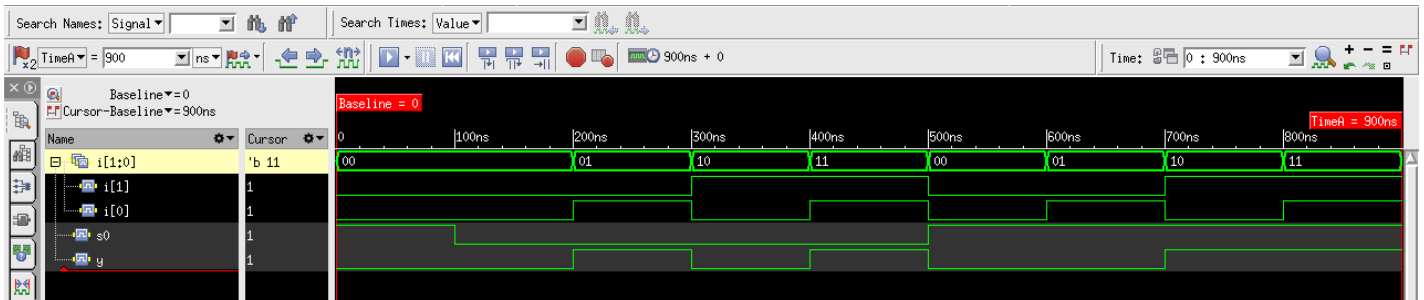 Search Names: Signal Search Times: Value
x2 TimeA = 900 ns 900ns + 0 Time: 0 : 900ns
Baseline = 0
Cursor-Baseline = 900ns
Baseline = 0
TimeA = 900ns
Name Cursor 0 100ns 200ns 300ns 400ns 500ns 600ns 700ns 800ns
i[1:0] 'b 11 00 01 10 11 00 01 10 11
i[1] 1
i[0] 1
s0 1
y 1